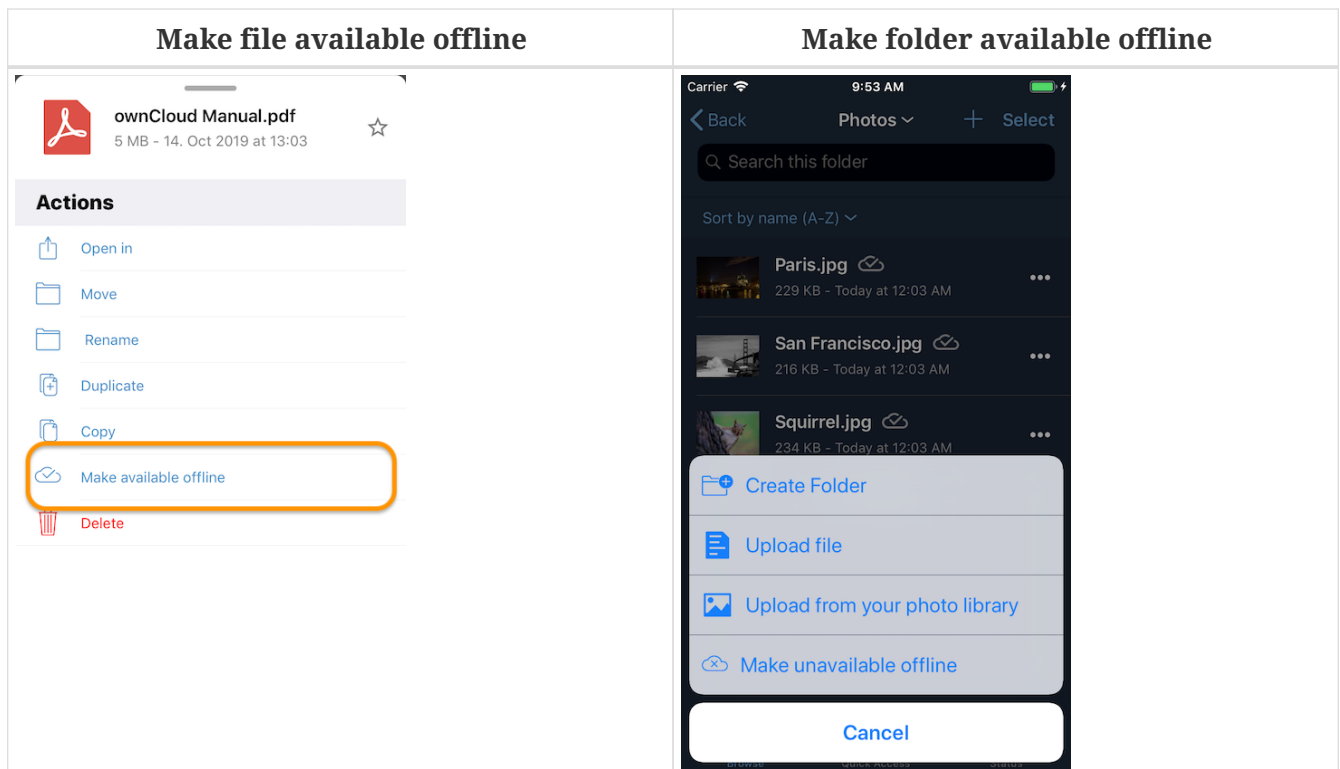 Make file available offline
Make folder available offline
ownCloud Manual.pdf
5 MB - 14. Oct 2019 at 13:03
Actions
Open in
Move
Rename
Duplicate
Copy
Make available offline
Delete
Carrier 9:53 AM
Back Photos Select
Search this folder
Sort by name (A-Z)
Paris.jpg
229 KB - Today at 12:03 AM
San Francisco.jpg
216 KB - Today at 12:03 AM
Squirrel.jpg
234 KB - Today at 12:03 AM
Create Folder
Upload file
Upload from your photo library
Make unavailable offline
Cancel
Browse Quick Access Status